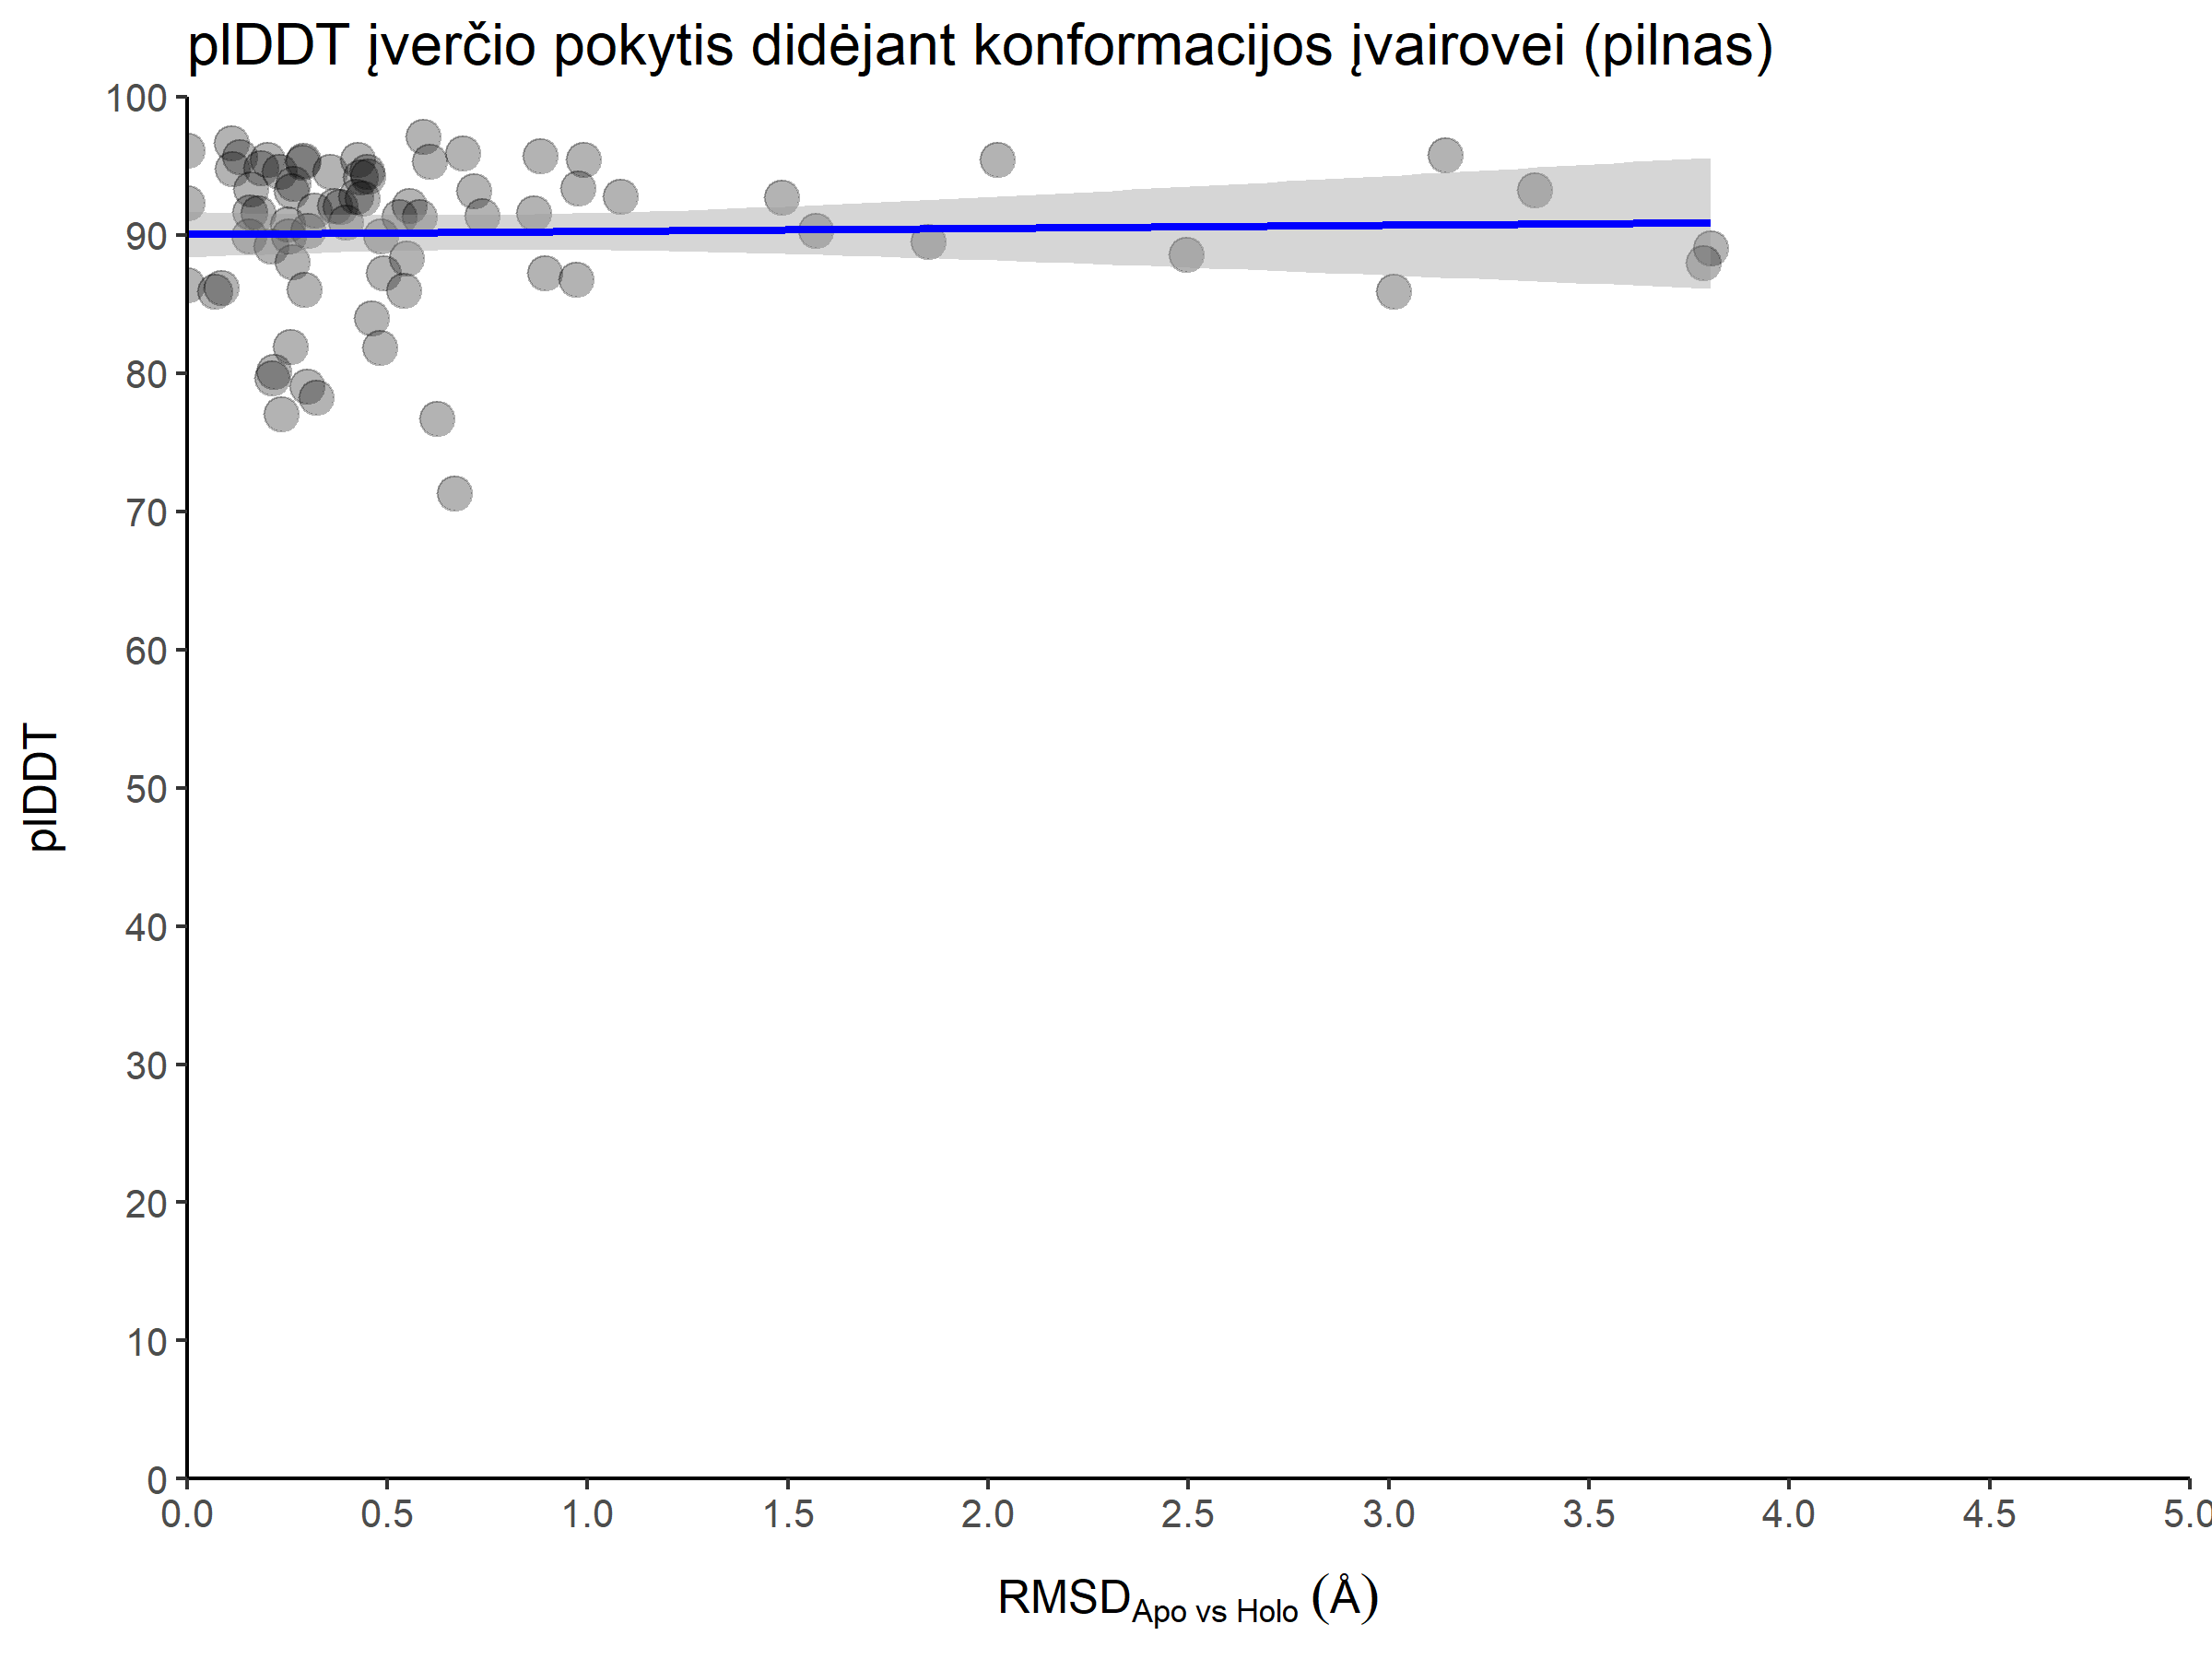 plDDT įverčio pokytis didėjant konformacijos įvairovei (pilnas)
100
90
80
70
60
50
40
30
20
10
0
plDDT
0.0 0.5 1.0 1.5 2.0 2.5 3.0 3.5 4.0 4.5 5.0
RMSD Apo vs Holo (Å)